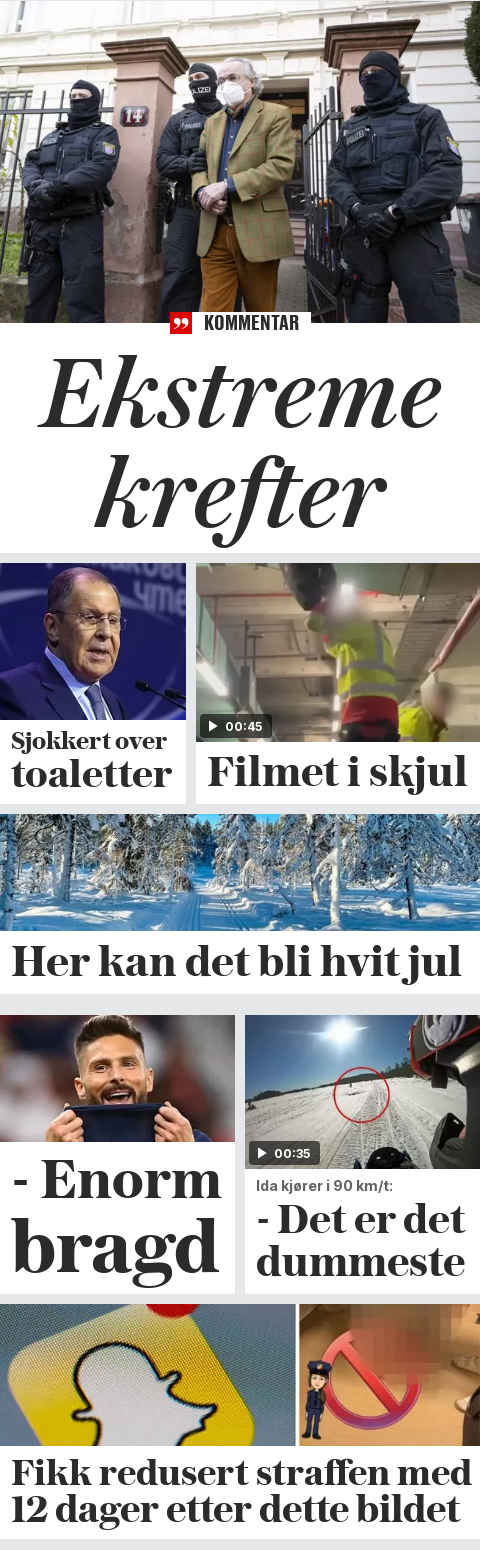 14
POLIZEI
POLIZEI
POLIZEI
KOMMENTAR
Ekstreme
krefter
Sjokkert over
toaletter
00:45
Filmet i skjul
Her kan det bli hvit jul
- Enorm
bragd
00:35
Ida kjører i 90 km/t:
- Det er det
dummeste
Fikk redusert straffen med
12 dager etter dette bildet